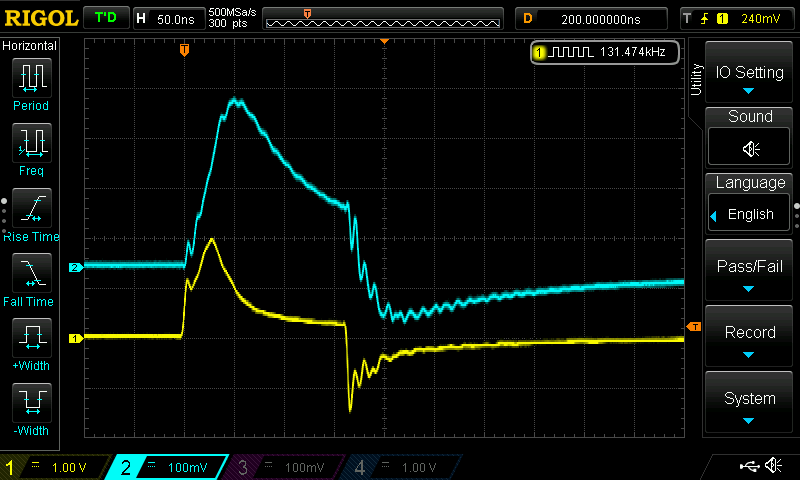 RIGOL T'D H 50.0ns 500MSa/s 300 pts T D 200.000000ns T 1 240mV
Horizontal
Period
Freq
Rise Time
Fall Time
+Width
-Width
T
1 131.474kHz
2
1
T
Utility
IO Setting
Sound
Language
English
Pass/Fail
Record
System
1 1.00 V 2 100mV 3 100mV 4 1.00 V